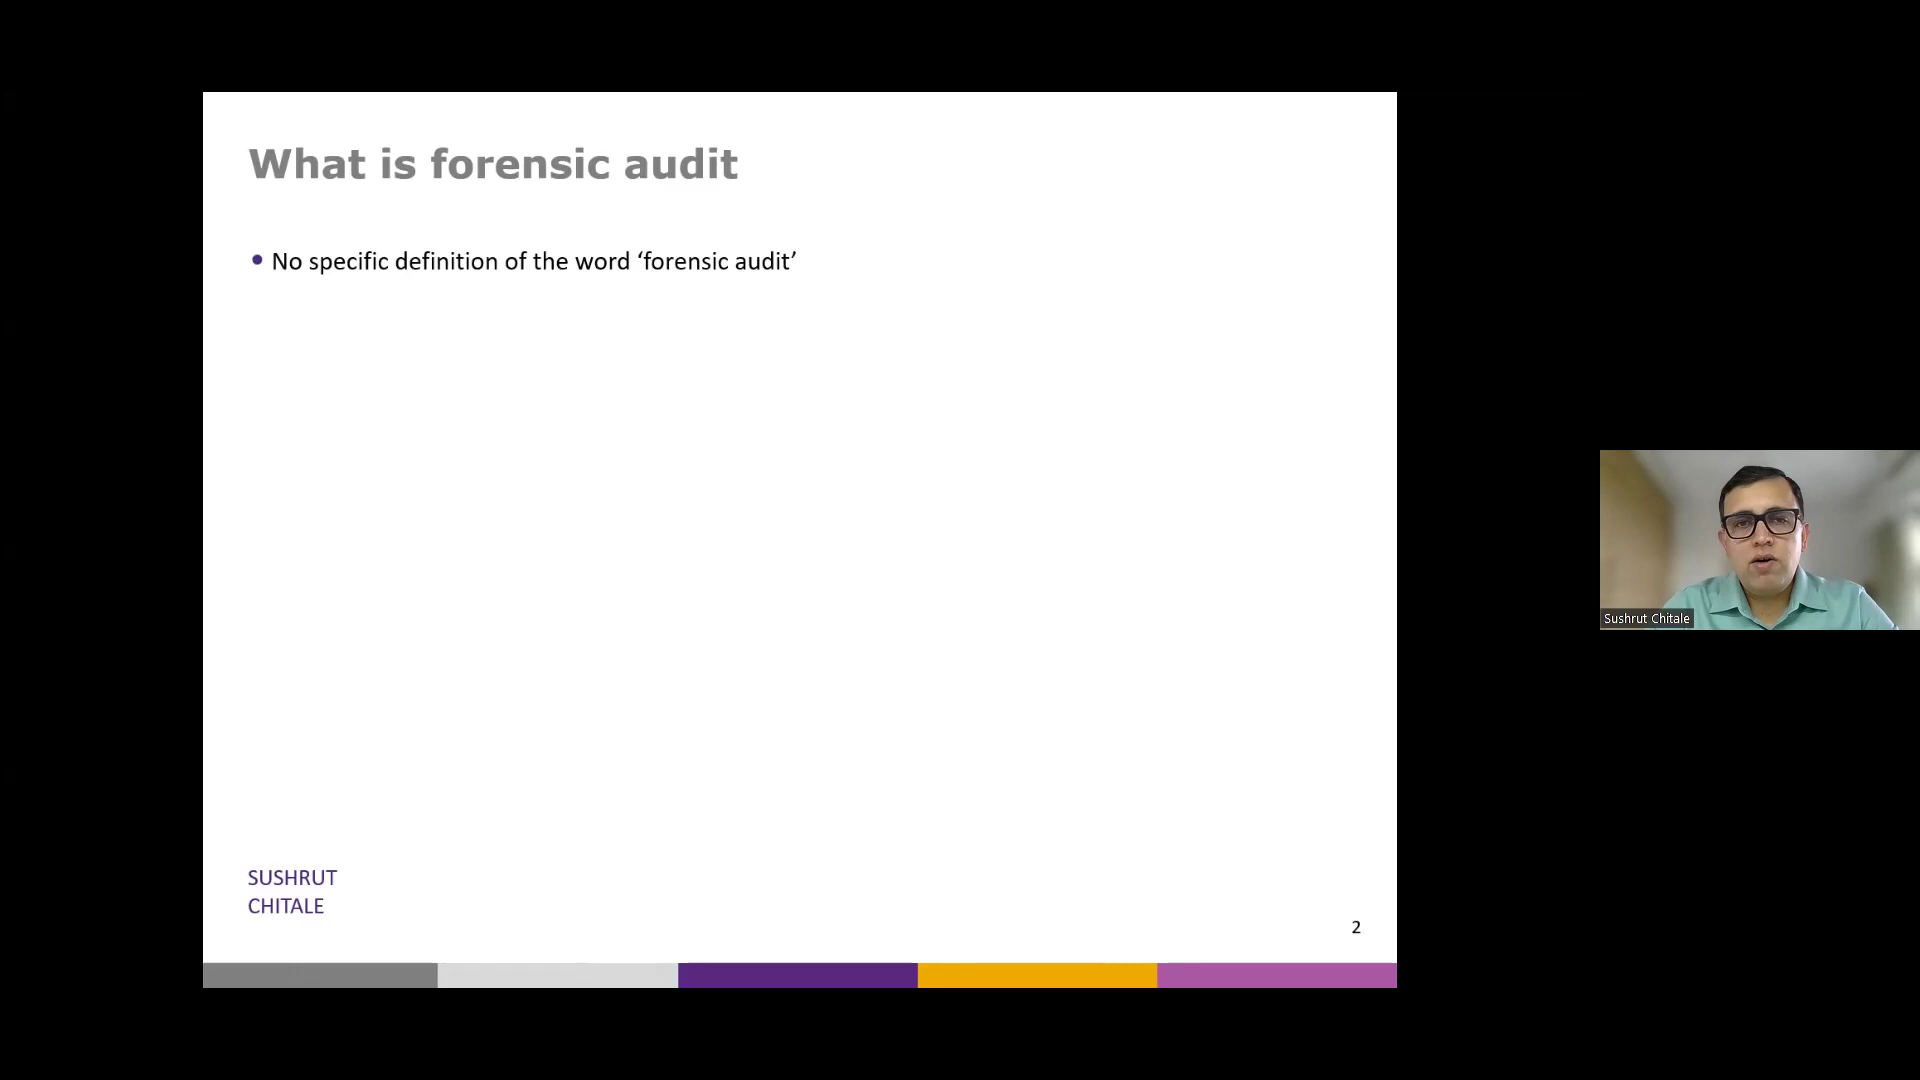 What is forensic audit
• No specific definition of the word ‘forensic audit’
SUSHRUT
CHITALE
2
Sushrut Chitale